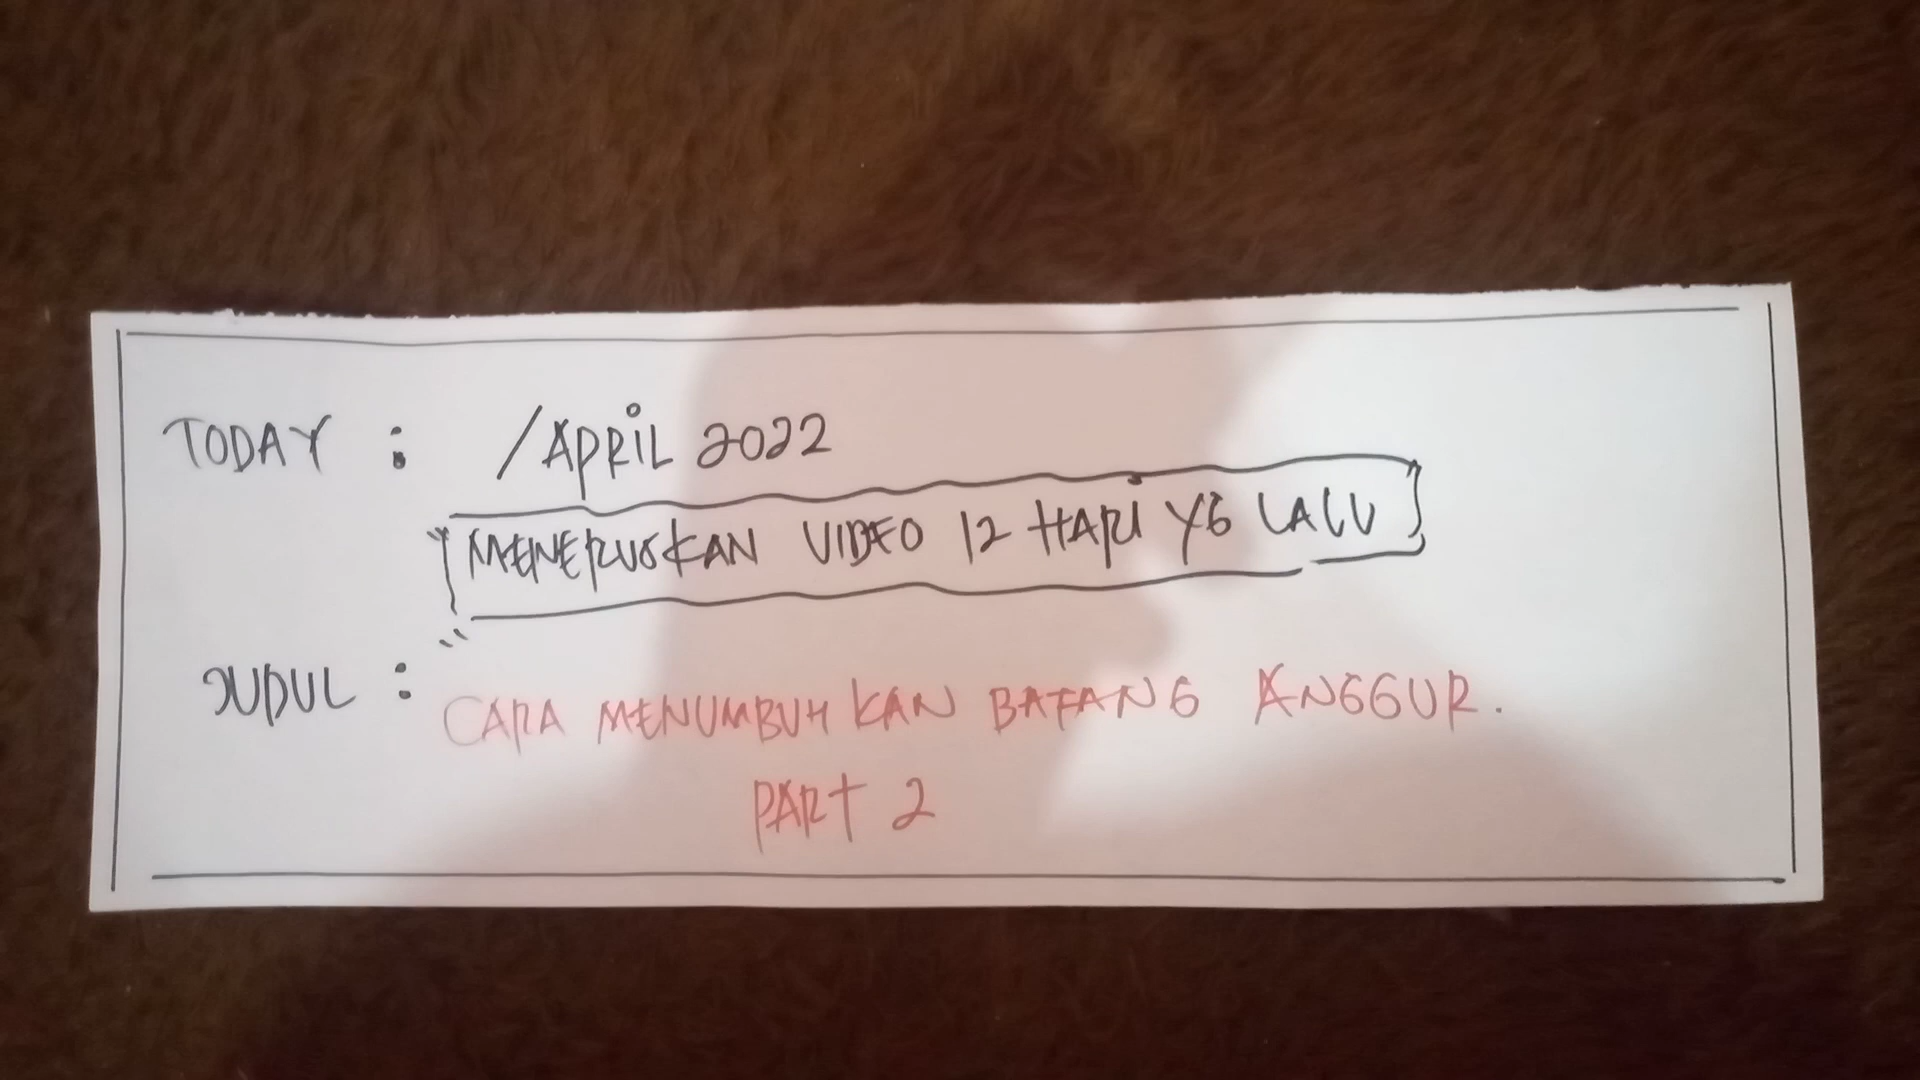 TODAY : /APRIL 2022
"MENERUSKAN VIDEO 12 HARI YG LALU
JUDUL : "CARA MENUMBUHKAN BATANG ANGGUR.
PART 2